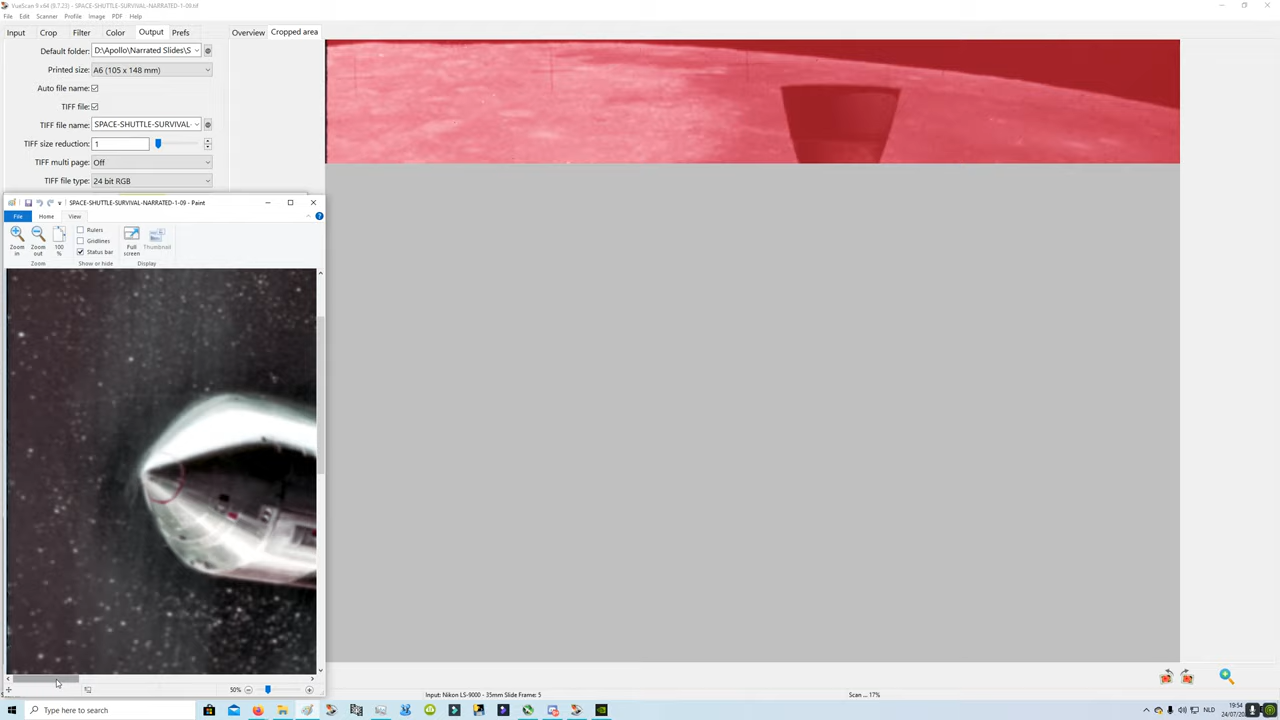 VueScan 9 x64 (9.7.23) - SPACE-SHUTTLE-SURVIVAL-NARRATED-1-09.tif
File Edit Scanner Profile Image PDF Help
Input Crop Filter Color Output Prefs Overview Cropped area
Default folder: D:\Apollo\Narrated Slides\S
Printed size: A6 (105 x 148 mm)
Auto file name:
TIFF file:
TIFF file name: SPACE-SHUTTLE-SURVIVAL-
TIFF size reduction: 1
TIFF multi page: Off
TIFF file type: 24 bit RGB
SPACE-SHUTTLE-SURVIVAL-NARRATED-1-09 - Paint
File Home View
Rulers
Gridlines
Status bar
Zoom in
Zoom out
100 %
Full screen
Thumbnail
Zoom Show or hide Display
50%
Input: Nikon LS-9000 - 35mm Slide Frame: 5 Scan ... 17%
Type here to search
NLD
19:54